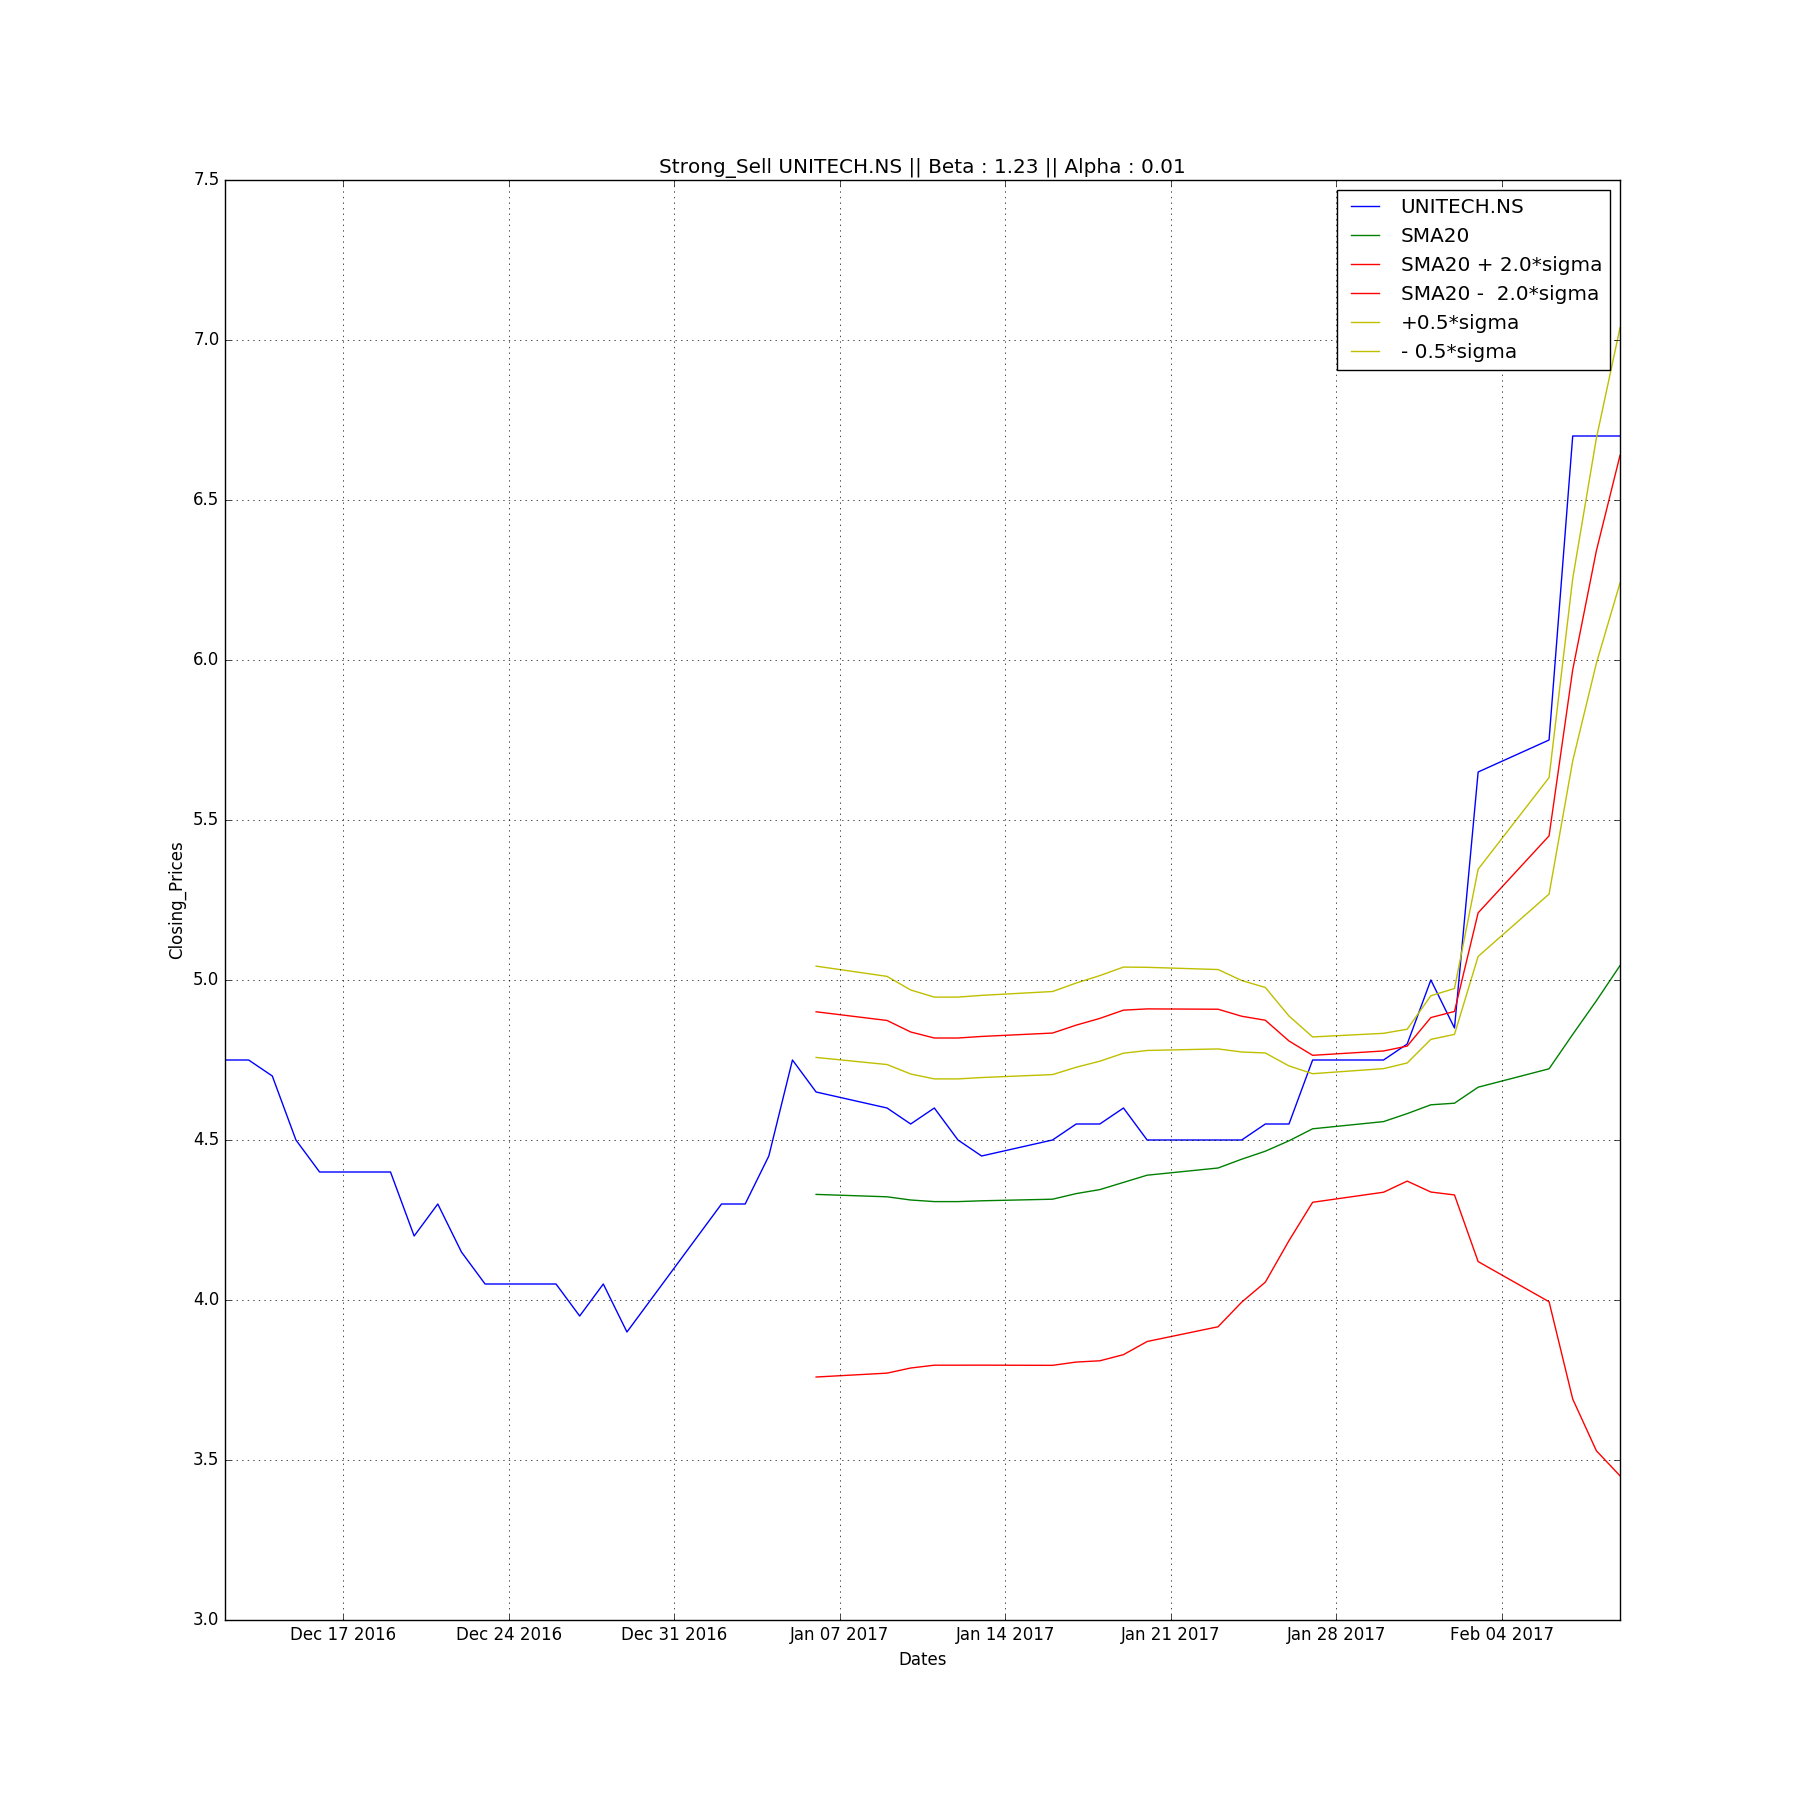 Strong_Sell UNITECH.NS || Beta : 1.23 || Alpha : 0.01
7.5
7.0
6.5
6.0
5.5
5.0
4.5
4.0
3.5
3.0
Closing_Prices
UNITECH.NS
SMA20
SMA20 + 2.0*sigma
SMA20 -  2.0*sigma
+0.5*sigma
- 0.5*sigma
Dec 17 2016
Dec 24 2016
Dec 31 2016
Jan 07 2017
Jan 14 2017
Jan 21 2017
Jan 28 2017
Feb 04 2017
Dates